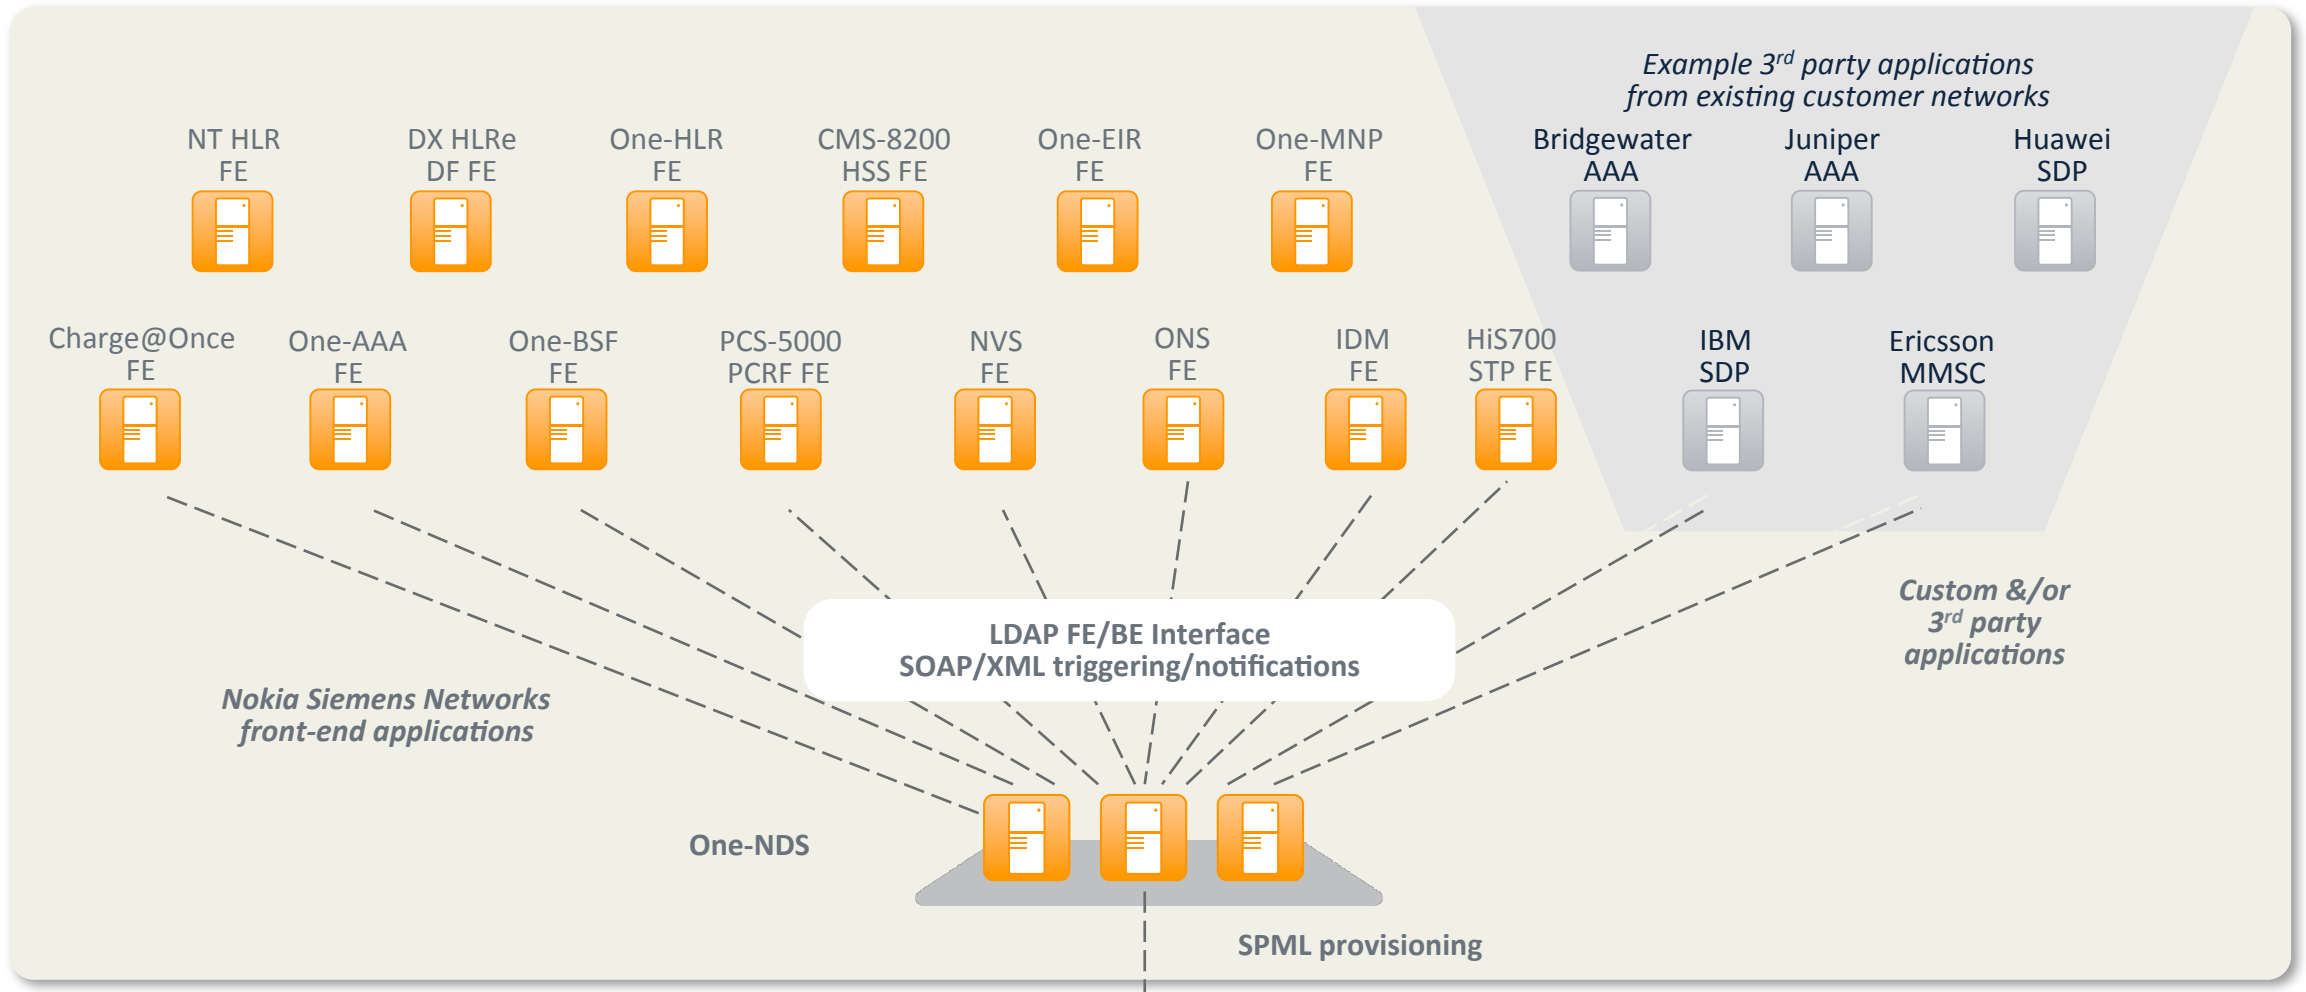 Example 3rd party applications
from existing customer networks
NT HLR
FE
DX HLRe
DF FE
One-HLR
FE
CMS-8200
HSS FE
One-EIR
FE
One-MNP
FE
Bridgewater
AAA
Juniper
AAA
Huawei
SDP
Charge@Once
FE
One-AAA
FE
One-BSF
FE
PCS-5000
PCRF FE
NVS
FE
ONS
FE
IDM
FE
HiS700
STP FE
IBM
SDP
Ericsson
MMSC
LDAP FE/BE Interface
SOAP/XML triggering/notifications
Custom &/or
3rd party
applications
Nokia Siemens Networks
front-end applications
One-NDS
SPML provisioning